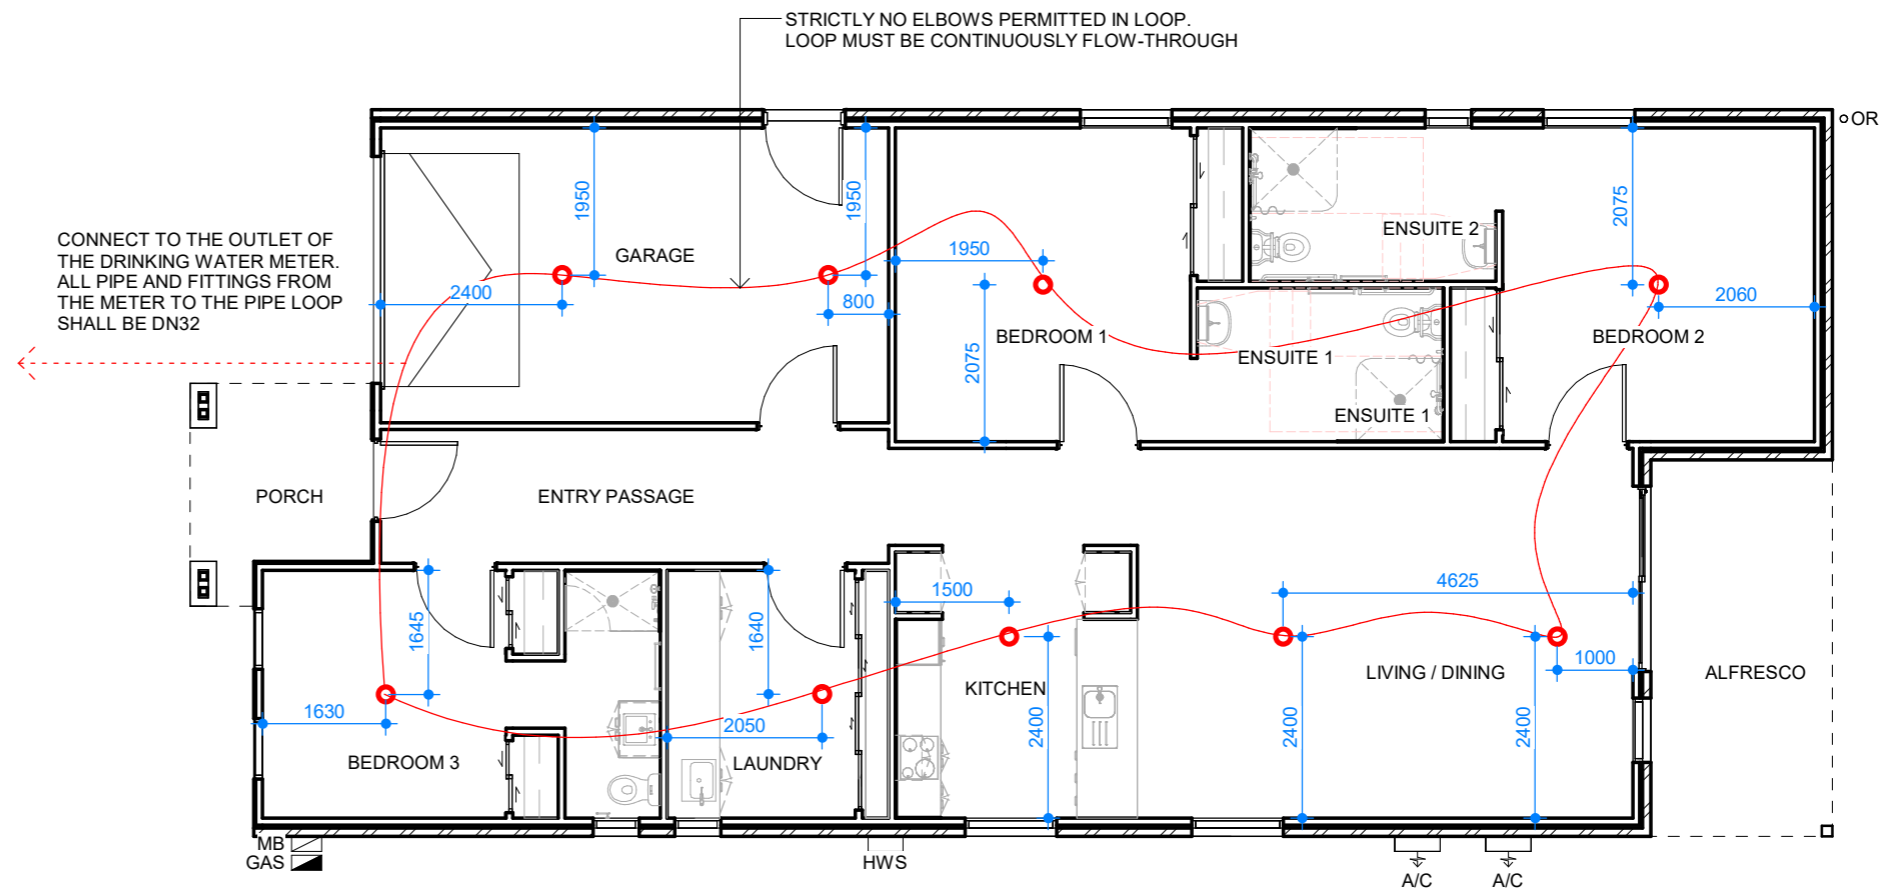 STRICTLY NO ELBOWS PERMITTED IN LOOP.
LOOP MUST BE CONTINUOUSLY FLOW-THROUGH
OR
CONNECT TO THE OUTLET OF
THE DRINKING WATER METER.
ALL PIPE AND FITTINGS FROM
THE METER TO THE PIPE LOOP
SHALL BE DN32
1950
1950
2075
GARAGE
ENSUITE 2
1950
2400
800
2060
BEDROOM 1
BEDROOM 2
2075
ENSUITE 1
ENSUITE 1
PORCH
ENTRY PASSAGE
4625
1500
1645
1640
1000
LIVING / DINING
ALFRESCO
KITCHEN
1630
2050
2400
2400
2400
BEDROOM 3
LAUNDRY
MB
GAS
HWS
A/C
A/C